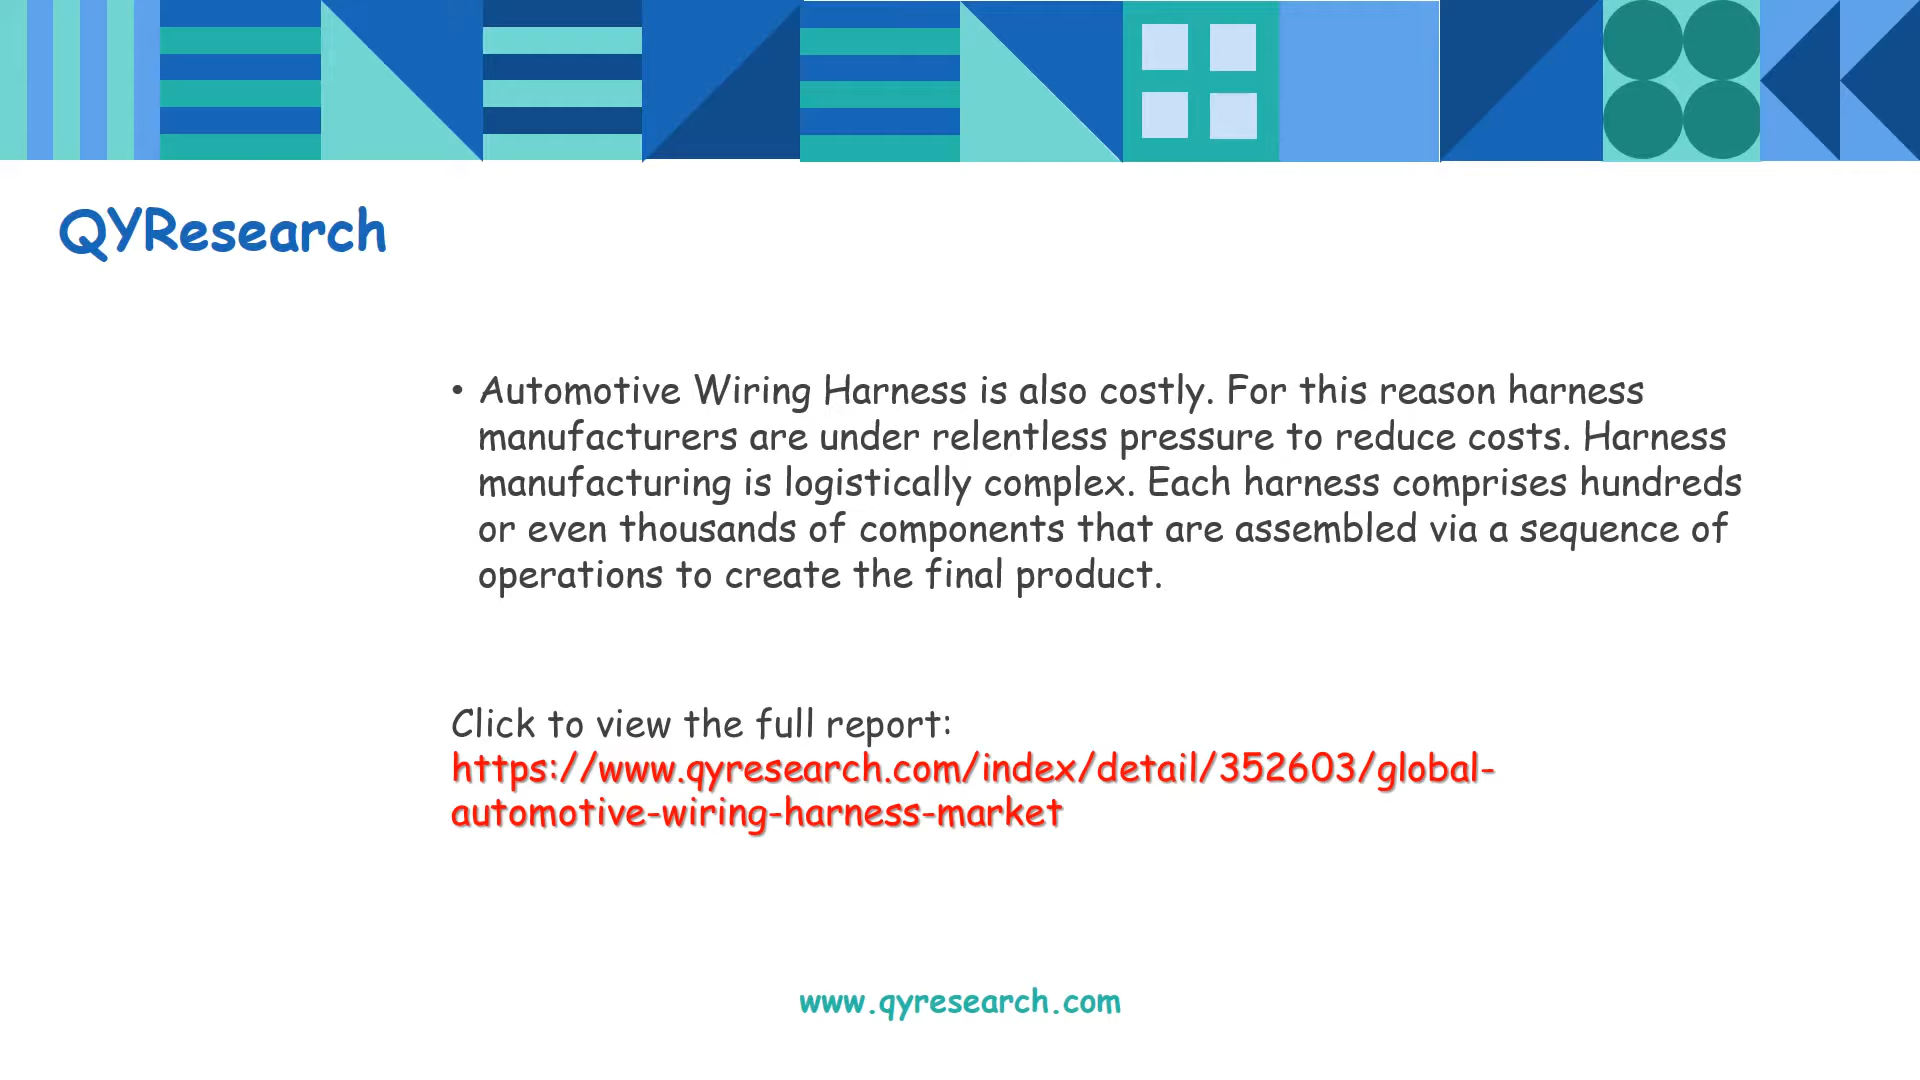 QYResearch
• Automotive Wiring Harness is also costly. For this reason harness
manufacturers are under relentless pressure to reduce costs. Harness
manufacturing is logistically complex. Each harness comprises hundreds
or even thousands of components that are assembled via a sequence of
operations to create the final product.
Click to view the full report:
https://www.qyresearch.com/index/detail/352603/global-
automotive-wiring-harness-market
www.qyresearch.com